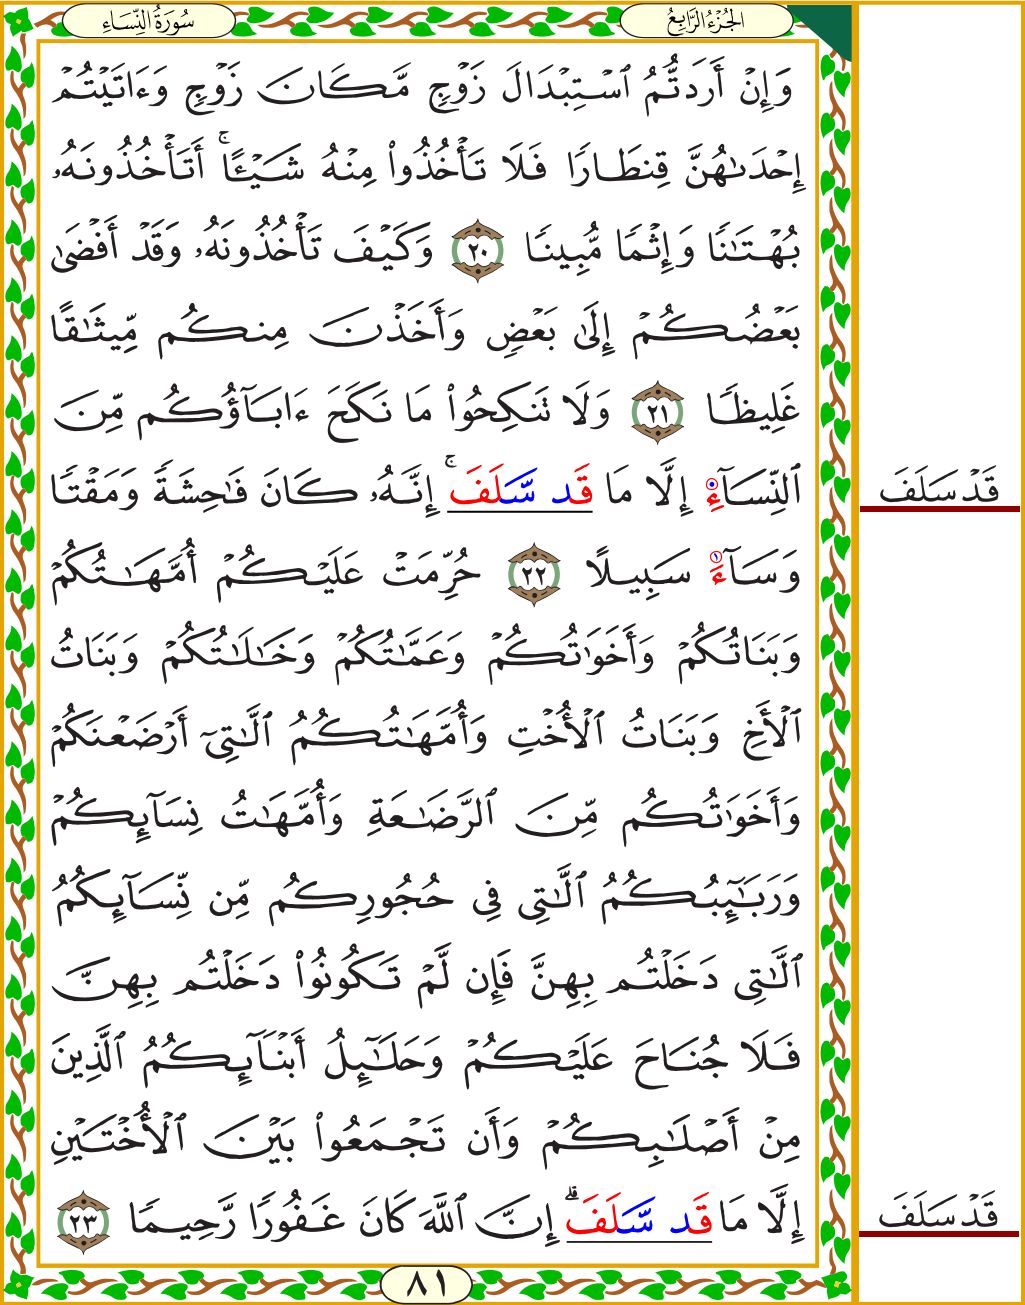 الجُزْءُ الرَّابِعُ
سُورَةُ النِّسَاءِ
وَإِنْ أَرَدتُّمُ ٱسْتِبْدَالَ زَوْجٍ مَّكَانَ زَوْجٍ وَءَاتَيْتُمْ
إِحْدَىٰهُنَّ قِنطَارًا فَلَا تَأْخُذُوا۟ مِنْهُ شَيْـًٔا ۚ أَتَأْخُذُونَهُۥ
بُهْتَـٰنًا وَإِثْمًا مُّبِينًا ٢٠ وَكَيْفَ تَأْخُذُونَهُۥ وَقَدْ أَفْضَىٰ
بَعْضُكُمْ إِلَىٰ بَعْضٍ وَأَخَذْنَ مِنكُم مِّيثَـٰقًا
غَلِيظًا ٢١ وَلَا تَنكِحُوا۟ مَا نَكَحَ ءَابَآؤُكُم مِّنَ
ٱلنِّسَآءِ إِلَّا مَا قَد سَّلَفَ ۚ إِنَّهُۥ كَانَ فَـٰحِشَةً وَمَقْتًا
قَدْ سَلَفَ
وَسَآءَ سَبِيلًا ٢٢ حُرِّمَتْ عَلَيْكُمْ أُمَّهَـٰتُكُمْ
وَبَنَاتُكُمْ وَأَخَوَٰتُكُمْ وَعَمَّـٰتُكُمْ وَخَـٰلَـٰتُكُمْ وَبَنَاتُ
ٱلْأَخِ وَبَنَاتُ ٱلْأُخْتِ وَأُمَّهَـٰتُكُمُ ٱلَّـٰتِىٓ أَرْضَعْنَكُمْ
وَأَخَوَٰتُكُم مِّنَ ٱلرَّضَـٰعَةِ وَأُمَّهَـٰتُ نِسَآئِكُمْ
وَرَبَـٰٓئِبُكُمُ ٱلَّـٰتِى فِى حُجُورِكُم مِّن نِّسَآئِكُمُ
ٱلَّـٰتِى دَخَلْتُم بِهِنَّ فَإِن لَّمْ تَكُونُوا۟ دَخَلْتُم بِهِنَّ
فَلَا جُنَاحَ عَلَيْكُمْ وَحَلَـٰٓئِلُ أَبْنَآئِكُمُ ٱلَّذِينَ
مِنْ أَصْلَـٰبِكُمْ وَأَن تَجْمَعُوا۟ بَيْنَ ٱلْأُخْتَيْنِ
إِلَّا مَا قَد سَّلَفَ ۗ إِنَّ ٱللَّهَ كَانَ غَفُورًا رَّحِيمًا ٢٣
قَدْ سَلَفَ
٨١